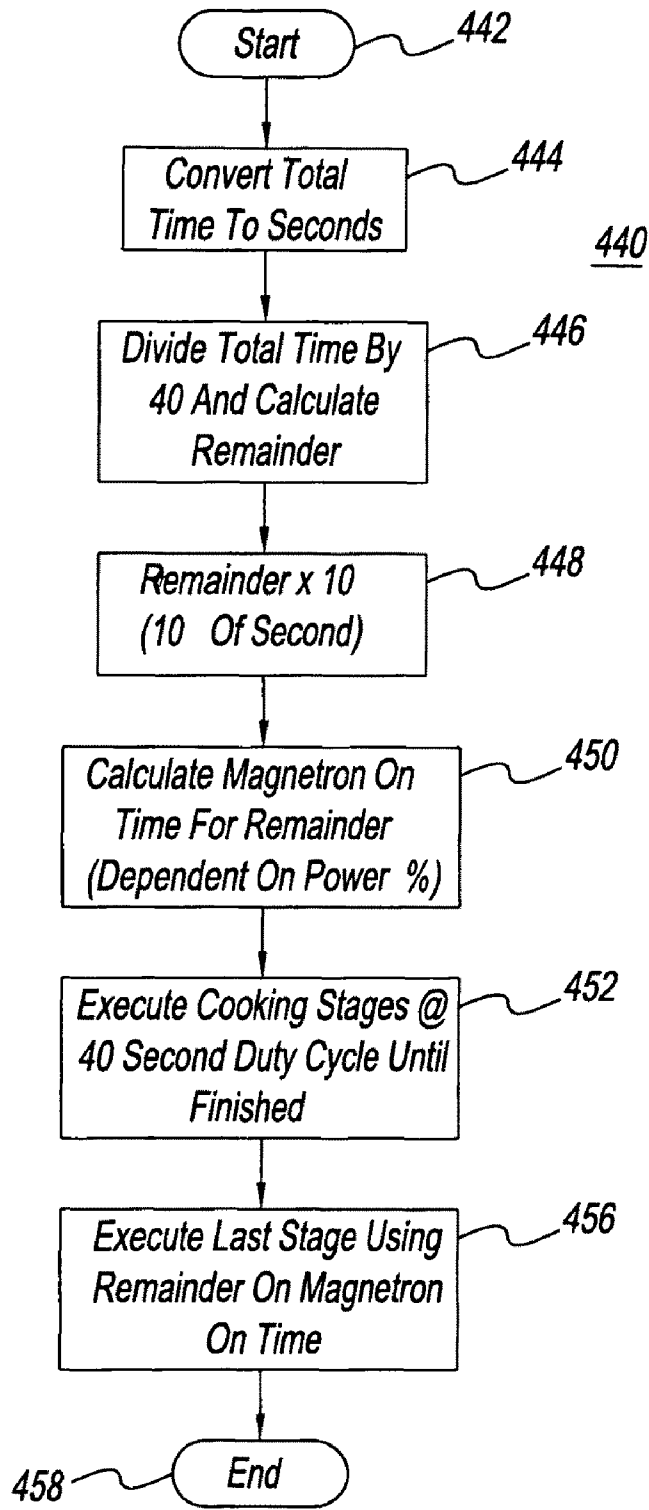 Start
442
Convert Total
Time To Seconds
444
440
Divide Total Time By
40 And Calculate
Remainder
446
Remainder x 10
(10 Of Second)
448
Calculate Magnetron On
Time For Remainder
(Dependent On Power %)
450
Execute Cooking Stages @
40 Second Duty Cycle Until
Finished
452
Execute Last Stage Using
Remainder On Magnetron
On Time
456
End
458